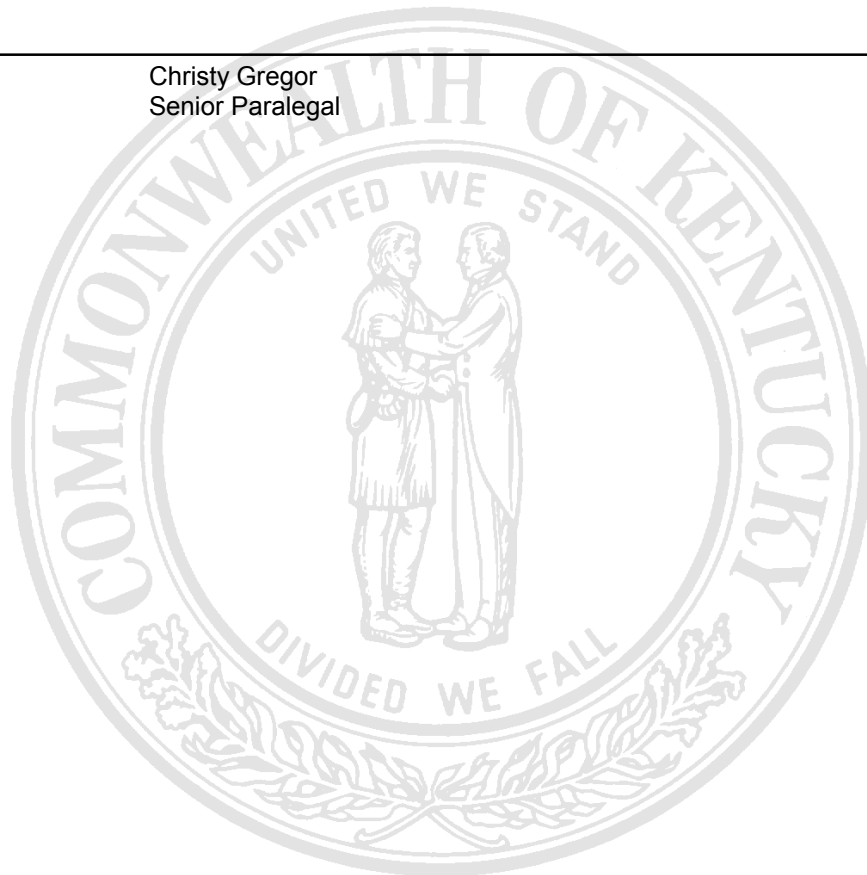 Christy Gregor
Senior Paralegal
COMMONWEALTH OF KENTUCKY
UNITED WE STAND
DIVIDED WE FALL